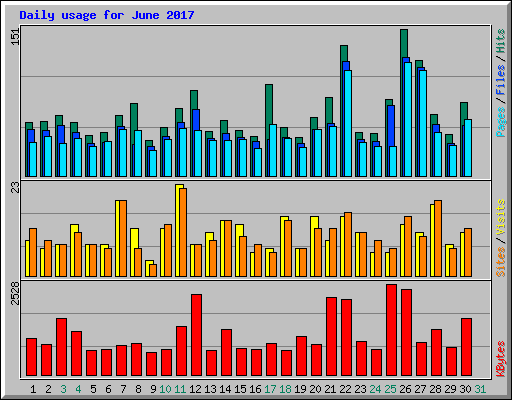 Daily usage for June 2017
151
Pages / Files / Hits
23
Sites / Visits
2528
KBytes
1 2 3 4 5 6 7 8 9 10 11 12 13 14 15 16 17 18 19 20 21 22 23 24 25 26 27 28 29 30 31